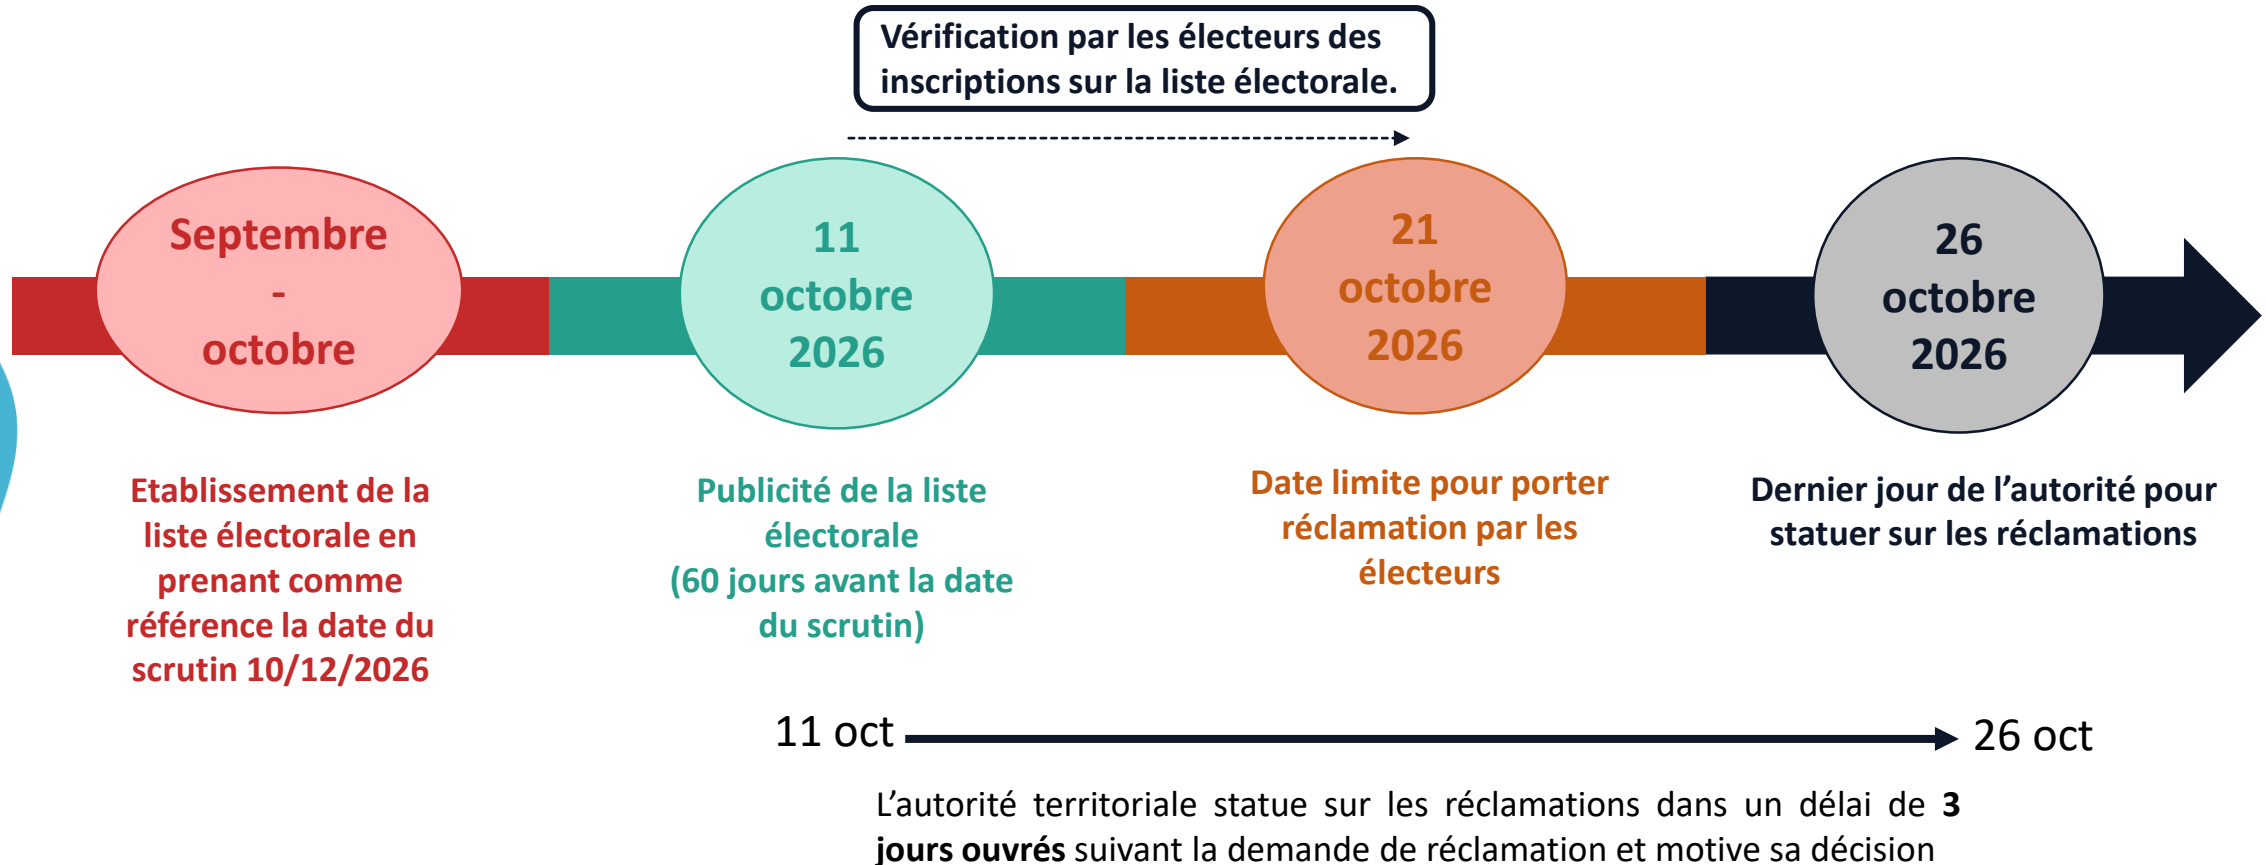 Vérification par les électeurs des
inscriptions sur la liste électorale.
Septembre
-
octobre
11
octobre
2026
21
octobre
2026
26
octobre
2026
Etablissement de la
liste électorale en
prenant comme
référence la date du
scrutin 10/12/2026
Publicité de la liste
électorale
(60 jours avant la date
du scrutin)
Date limite pour porter
réclamation par les
électeurs
Dernier jour de l’autorité pour
statuer sur les réclamations
11 oct
26 oct
L’autorité territoriale statue sur les réclamations dans un délai de 3
jours ouvrés suivant la demande de réclamation et motive sa décision